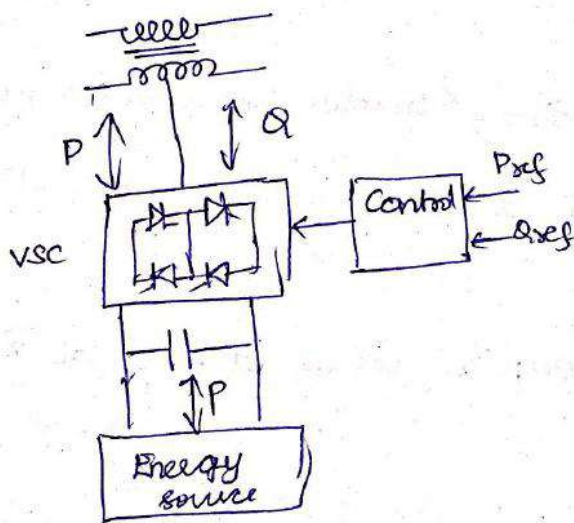 P
Q
VSC
Control
Pref
Qref
P
Energy
source